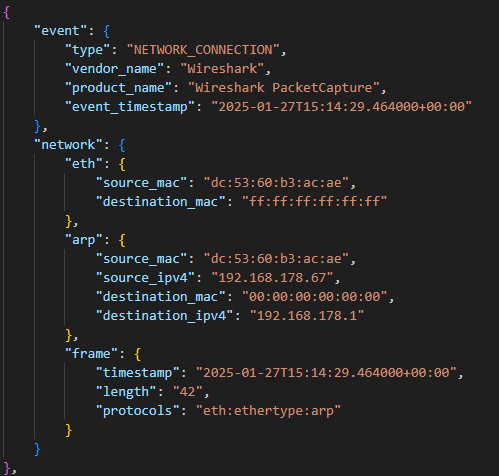 {
    "event": {
        "type": "NETWORK_CONNECTION",
        "vendor_name": "Wireshark",
        "product_name": "Wireshark PacketCapture",
        "event_timestamp": "2025-01-27T15:14:29.464000+00:00"
    },
    "network": {
        "eth": {
            "source_mac": "dc:53:60:b3:ac:ae",
            "destination_mac": "ff:ff:ff:ff:ff:ff"
        },
        "arp": {
            "source_mac": "dc:53:60:b3:ac:ae",
            "source_ipv4": "192.168.178.67",
            "destination_mac": "00:00:00:00:00:00",
            "destination_ipv4": "192.168.178.1"
        },
        "frame": {
            "timestamp": "2025-01-27T15:14:29.464000+00:00",
            "length": "42",
            "protocols": "eth:ethertype:arp"
        }
    }
},